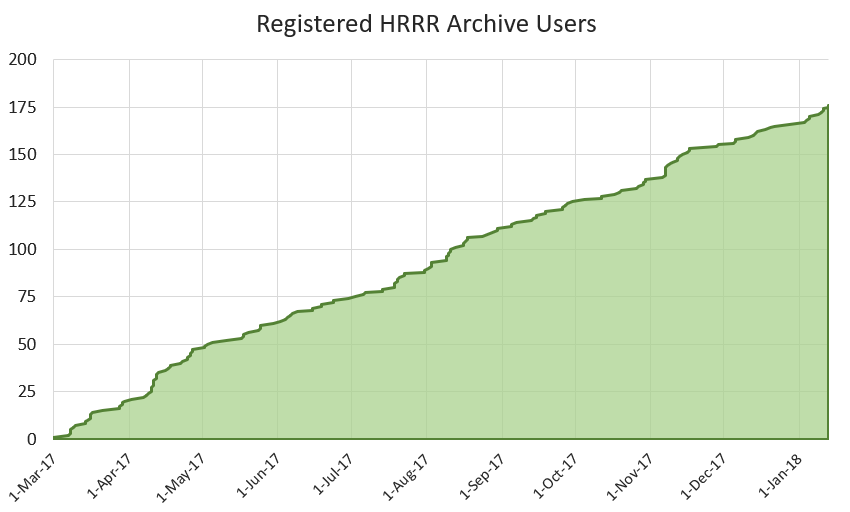 Registered HRRR Archive Users
200
175
150
125
100
75
50
25
0
1-Mar-17
1-Apr-17
1-May-17
1-Jun-17
1-Jul-17
1-Aug-17
1-Sep-17
1-Oct-17
1-Nov-17
1-Dec-17
1-Jan-18